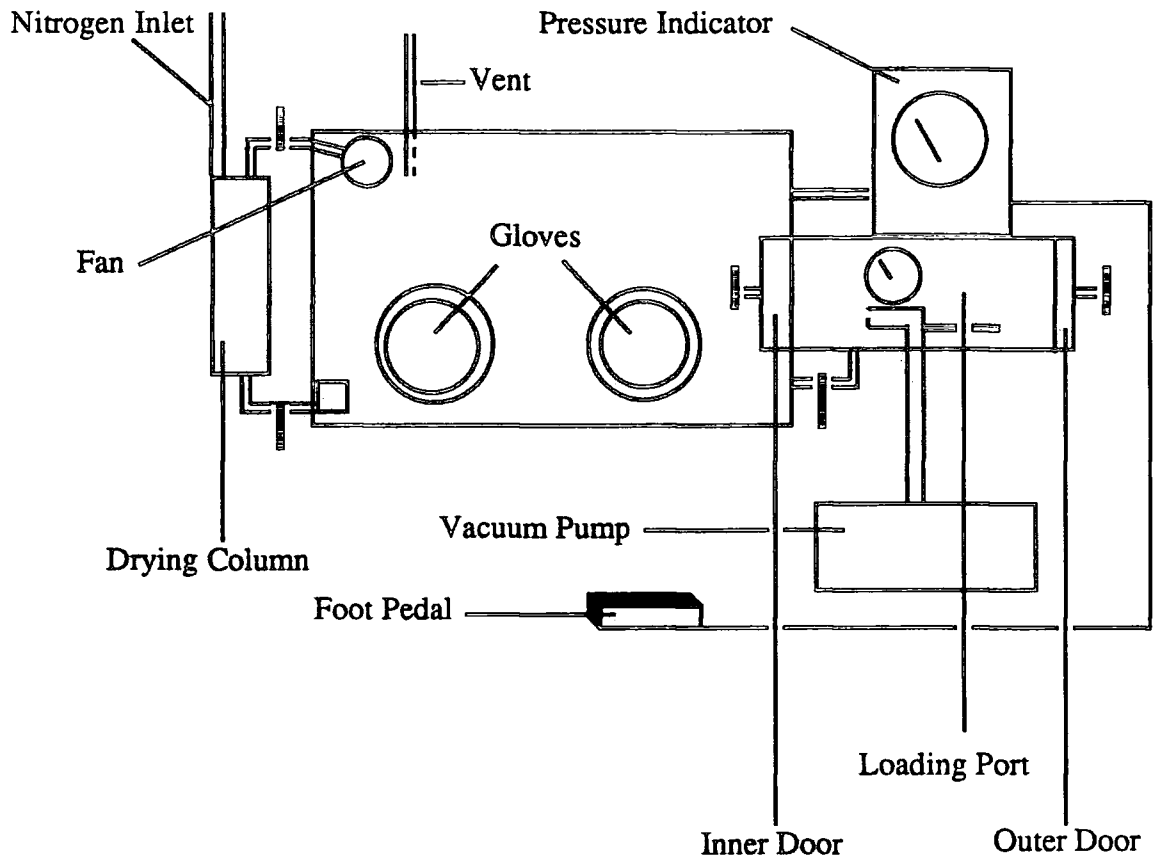 Nitrogen Inlet
Pressure Indicator
Vent
Gloves
Fan
Vacuum Pump
Drying Column
Foot Pedal
Loading Port
Inner Door
Outer Door